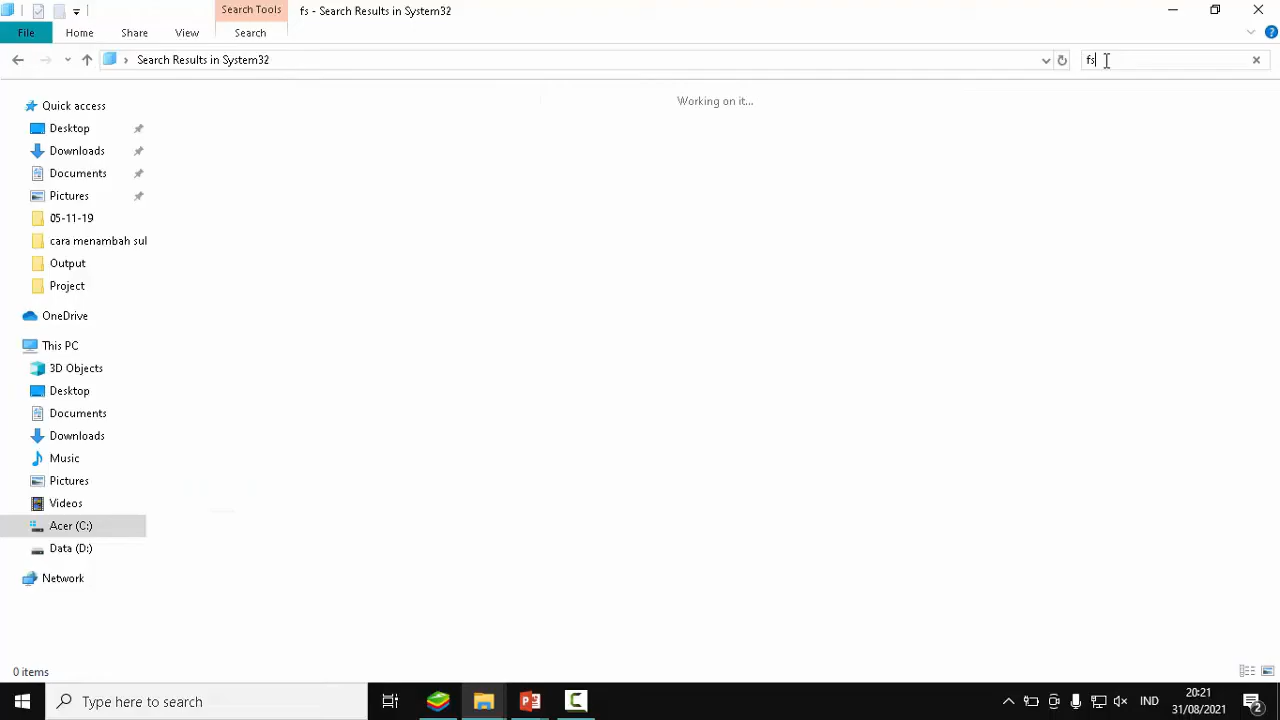 Search Tools
fs - Search Results in System32
File
Home
Share
View
Search
Search Results in System32
fs
Working on it...
Quick access
Desktop
Downloads
Documents
Pictures
05-11-19
cara menambah sul
Output
Project
OneDrive
This PC
3D Objects
Desktop
Documents
Downloads
Music
Pictures
Videos
Acer (C:)
Data (D:)
Network
0 items
Type here to search
IND
20:21
31/08/2021
2